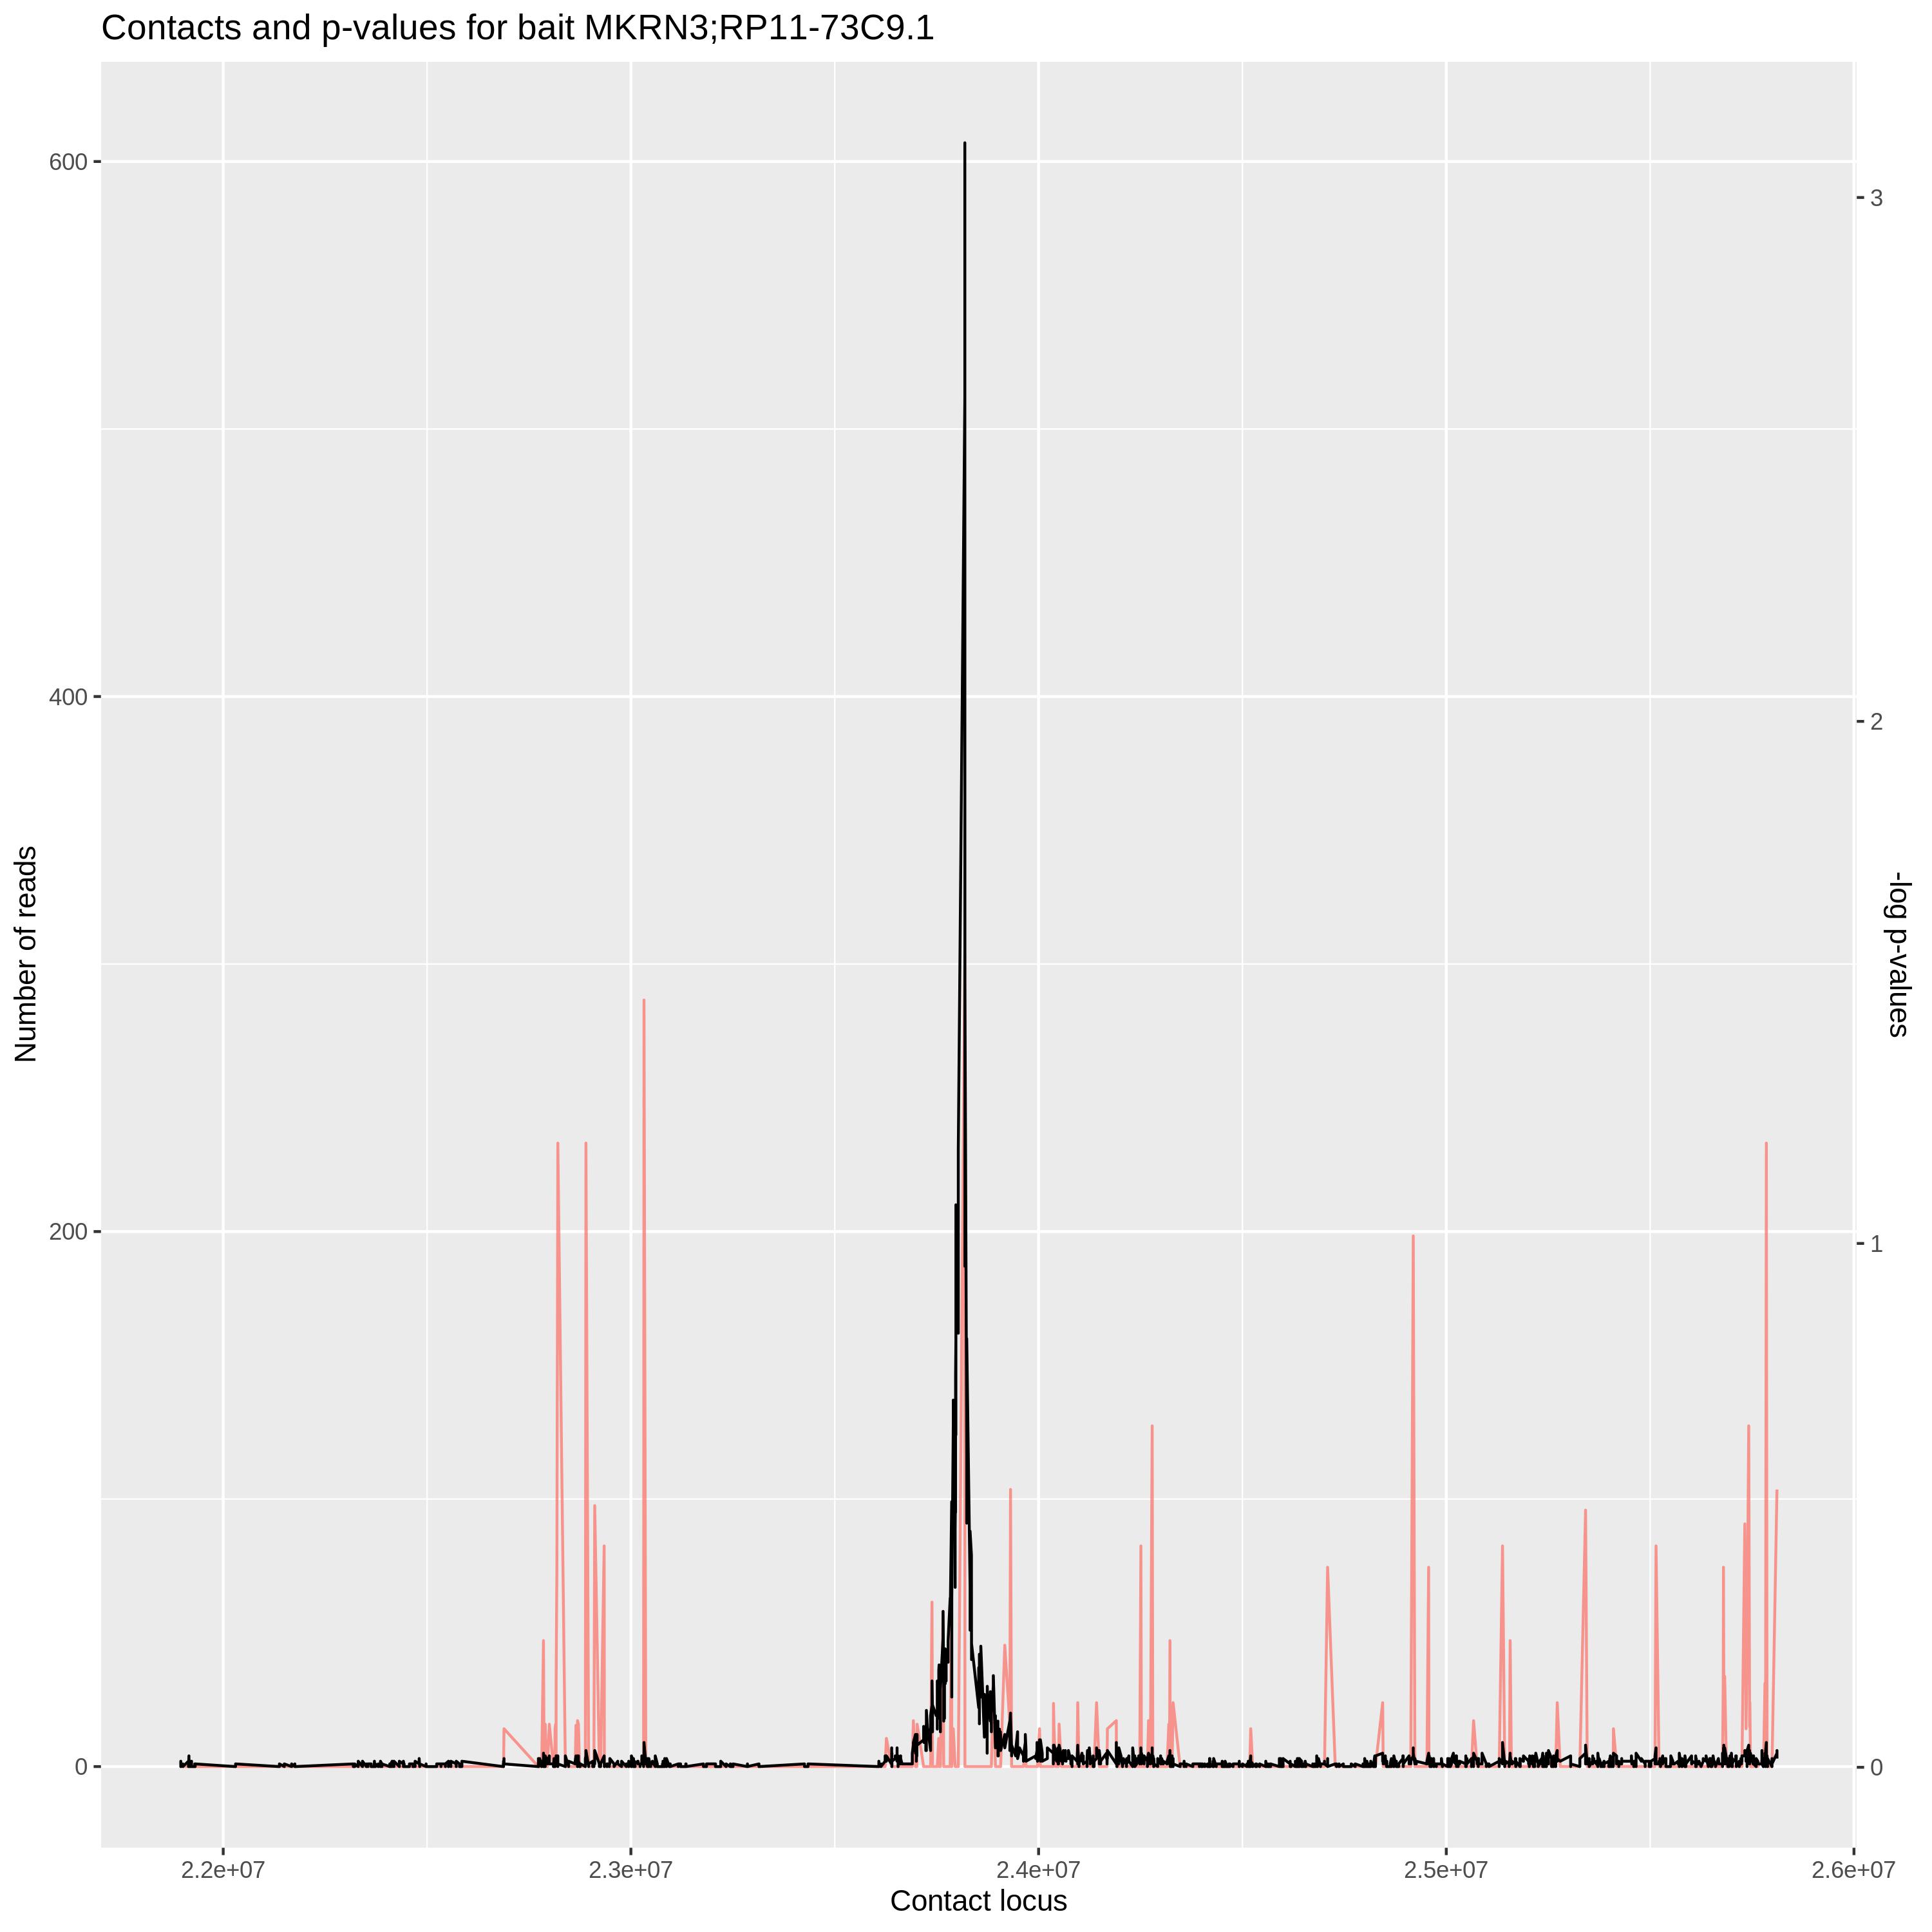 Contacts and p-values for bait MKRN3;RP11-73C9.1
600
400
200
0
3
2
1
0
Number of reads
-log p-values
2.2e+07
2.3e+07
2.4e+07
2.5e+07
2.6e+07
Contact locus